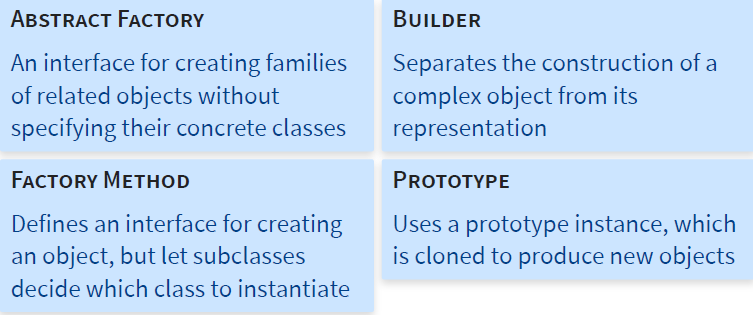 ABSTRACT FACTORY
An interface for creating families
of related objects without
specifying their concrete classes
BUILDER
Separates the construction of a
complex object from its
representation
FACTORY METHOD
Defines an interface for creating
an object, but let subclasses
decide which class to instantiate
PROTOTYPE
Uses a prototype instance, which
is cloned to produce new objects